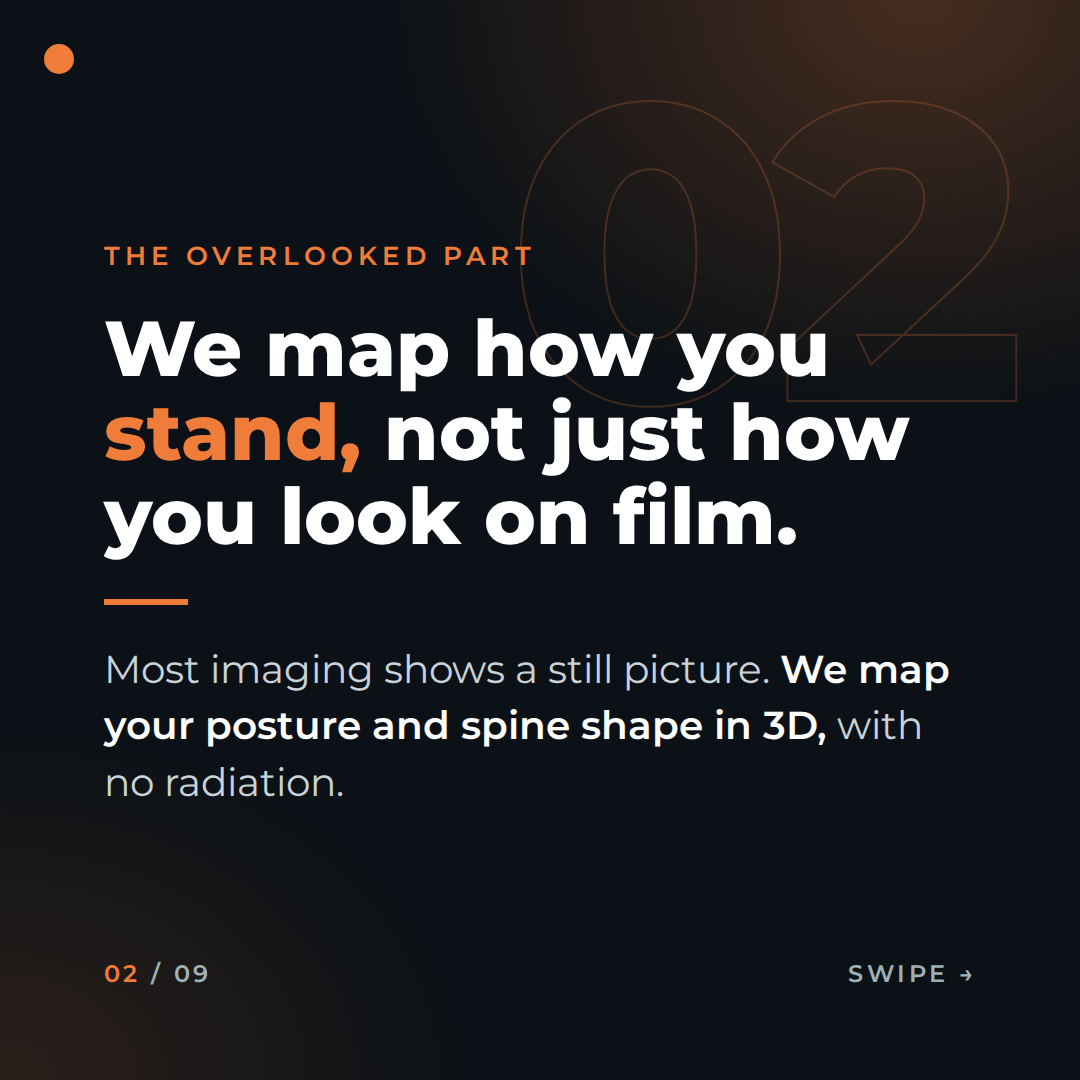 02
THE OVERLOOKED PART
We map how you
stand, not just how
you look on film.
Most imaging shows a still picture. We map
your posture and spine shape in 3D, with
no radiation.
02 / 09
SWIPE →